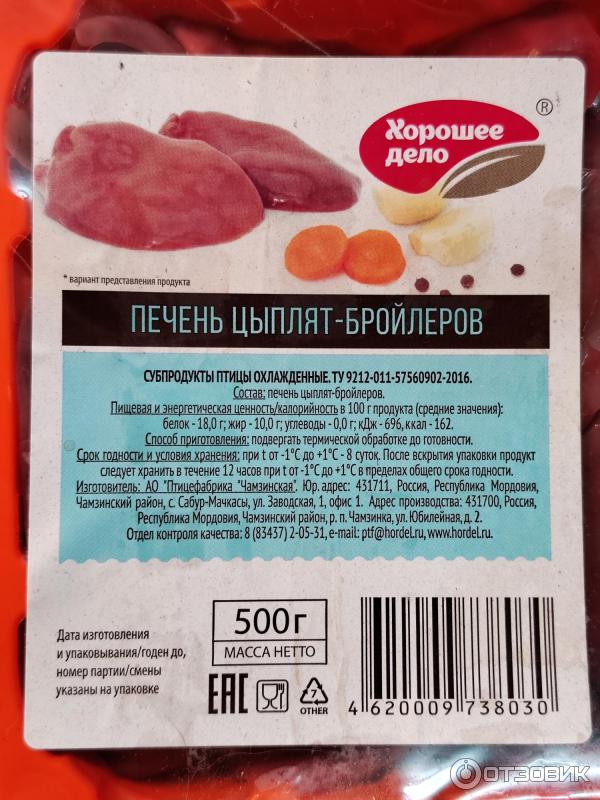 ®
Хорошее
дело
* вариант представления продукта
ПЕЧЕНЬ ЦЫПЛЯТ-БРОЙЛЕРОВ
СУБПРОДУКТЫ ПТИЦЫ ОХЛАЖДЕННЫЕ. ТУ 9212-011-57560902-2016.
Состав: печень цыплят-бройлеров.
Пищевая и энергетическая ценность/калорийность в 100 г продукта (средние значения):
белок - 18,0 г; жир - 10,0 г; углеводы - 0,0 г; кДж - 696, ккал - 162.
Способ приготовления: подвергать термической обработке до готовности.
Срок годности и условия хранения: при t от -1°С до +1°С - 8 суток. После вскрытия упаковки продукт
следует хранить в течение 12 часов при t от -1°С до +1°С в пределах общего срока годности.
Изготовитель: АО "Птицефабрика "Чамзинская". Юр. адрес: 431711, Россия, Республика Мордовия,
Чамзинский район, с. Сабур-Мачкасы, ул. Заводская, 1, офис 1. Адрес производства: 431700, Россия,
Республика Мордовия, Чамзинский район, р. п. Чамзинка, ул. Юбилейная, д. 2.
Отдел контроля качества: 8 (83437) 2-05-31, e-mail: ptf@hordel.ru, www.hordel.ru.
Дата изготовления
и упаковывания/годен до,
номер партии/смены
указаны на упаковке
500 г
МАССА НЕТТО
EAC
7
OTHER
4 620009 738030
ОТЗОВИК